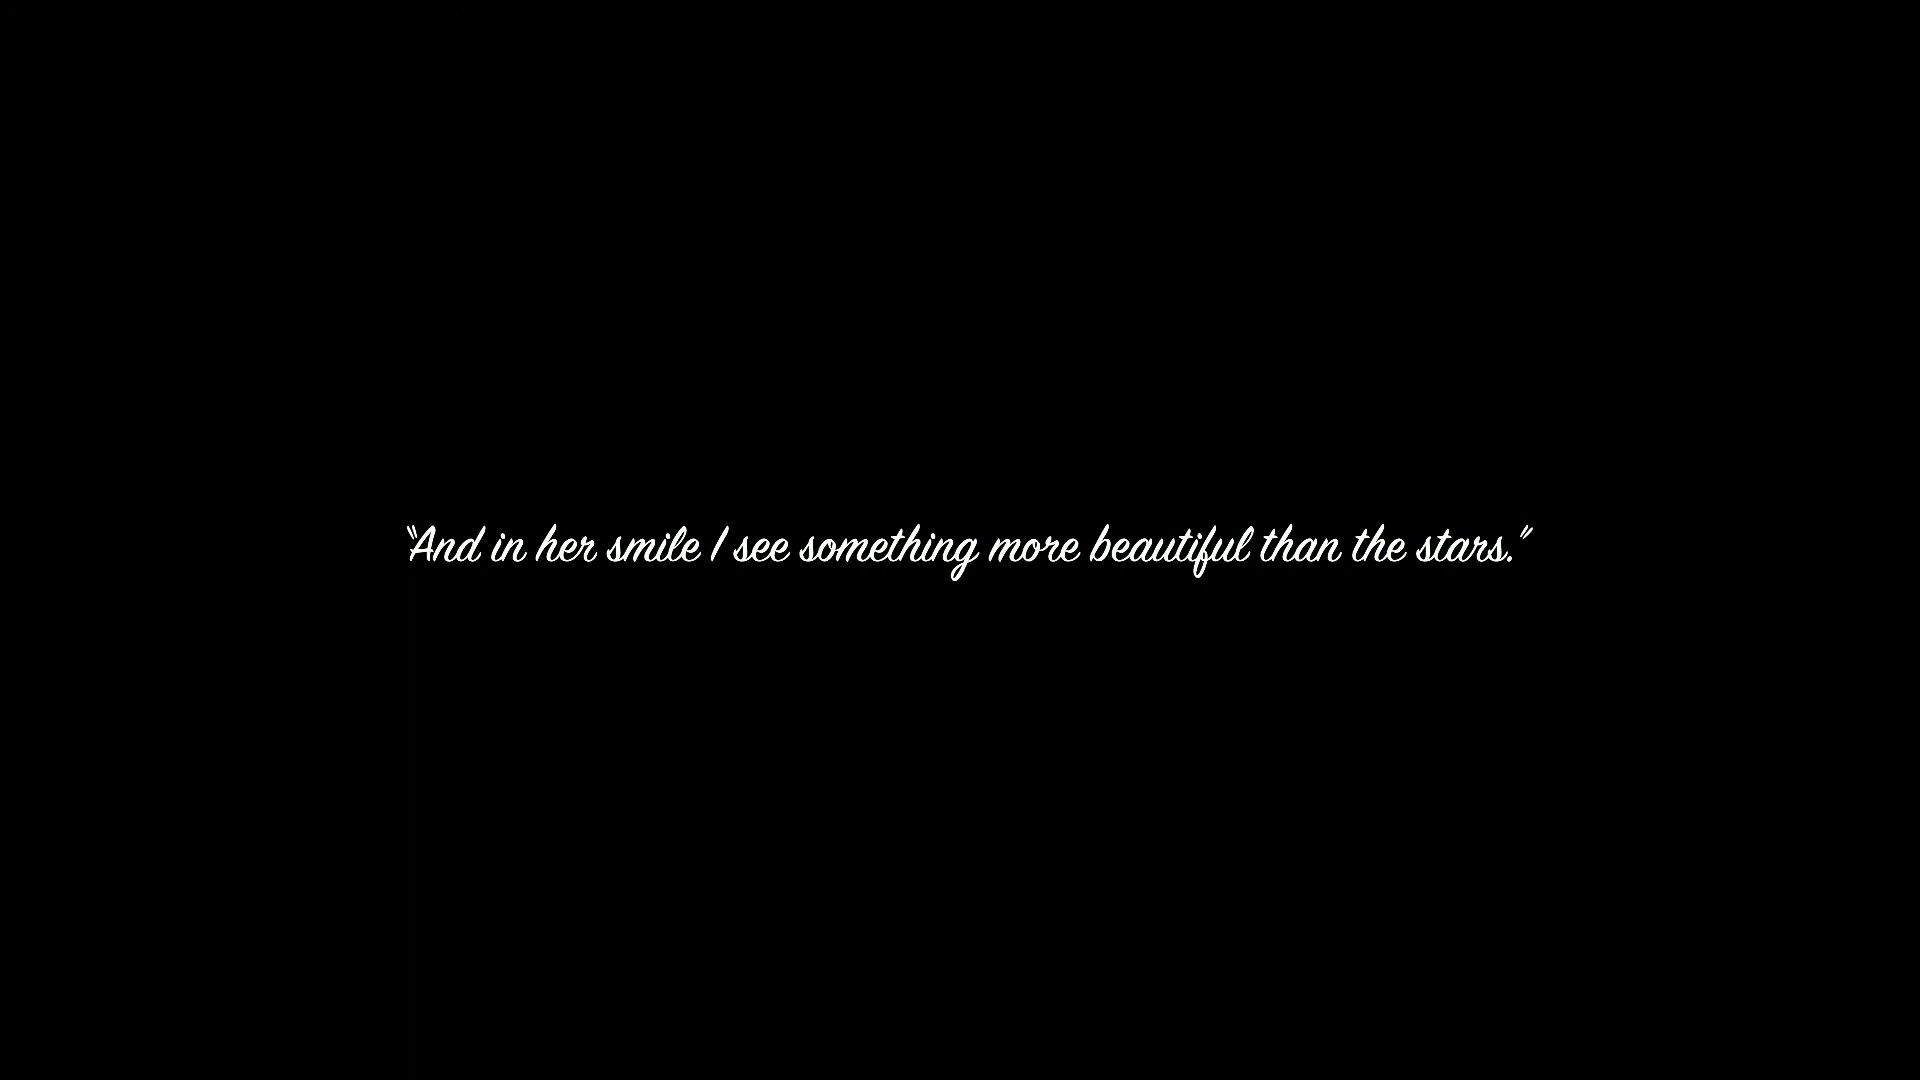 “And in her smile I see something more beautiful than the stars.”